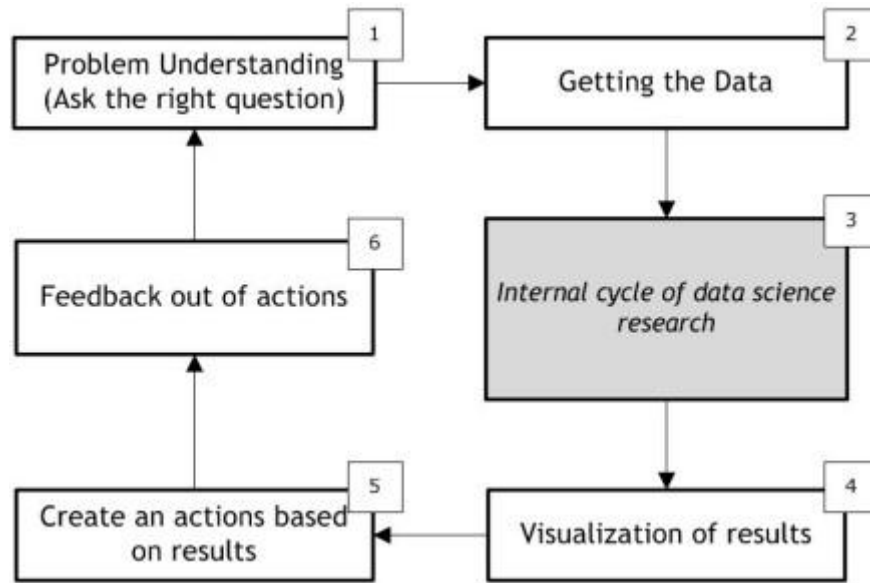 1
Problem Understanding
(Ask the right question)
2
Getting the Data
3
Internal cycle of data science
research
4
Visualization of results
5
Create an actions based
on results
6
Feedback out of actions